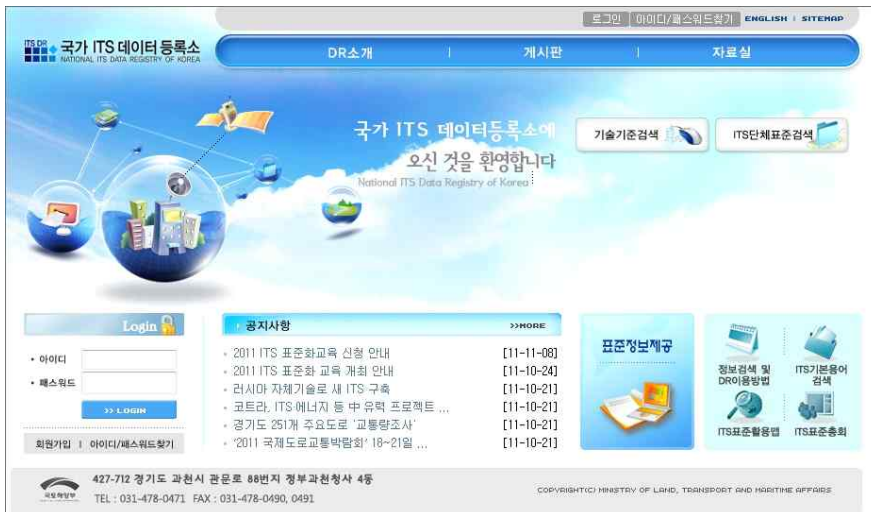 로그인 아이디/패스워드찾기 ENGLISH | SITEMAP
ITS DR 국가 ITS 데이터 등록소
NATIONAL ITS DATA REGISTRY OF KOREA
DR소개 | 게시판 | 자료실
국가 ITS 데이터등록소에
오신 것을 환영합니다
National ITS Data Registry of Korea
기술기준검색
ITS단체표준검색
Login
아이디
패스워드
>> LOGIN
회원가입 | 아이디/패스워드찾기
공지사항 >>MORE
2011 ITS 표준화교육 신청 안내 [11-11-08]
2011 ITS 표준화 교육 개최 안내 [11-10-24]
러시아 자체기술로 새 ITS 구축 [11-10-21]
코트라, ITS·에너지 등 中 유력 프로젝트 ... [11-10-21]
경기도 251개 주요도로 '교통량조사' [11-10-21]
'2011 국제도로교통박람회' 18~21일 ... [11-10-21]
표준정보제공
정보검색 및
DR이용방법
ITS기본용어
검색
ITS표준활용맵
ITS표준총회
국토해양부
427-712 경기도 과천시 관문로 88번지 정부과천청사 4동
TEL : 031-478-0471 FAX : 031-478-0490, 0491
COPYRIGHT(C) MINISTRY OF LAND, TRANSPORT AND MARITIME AFFAIRS